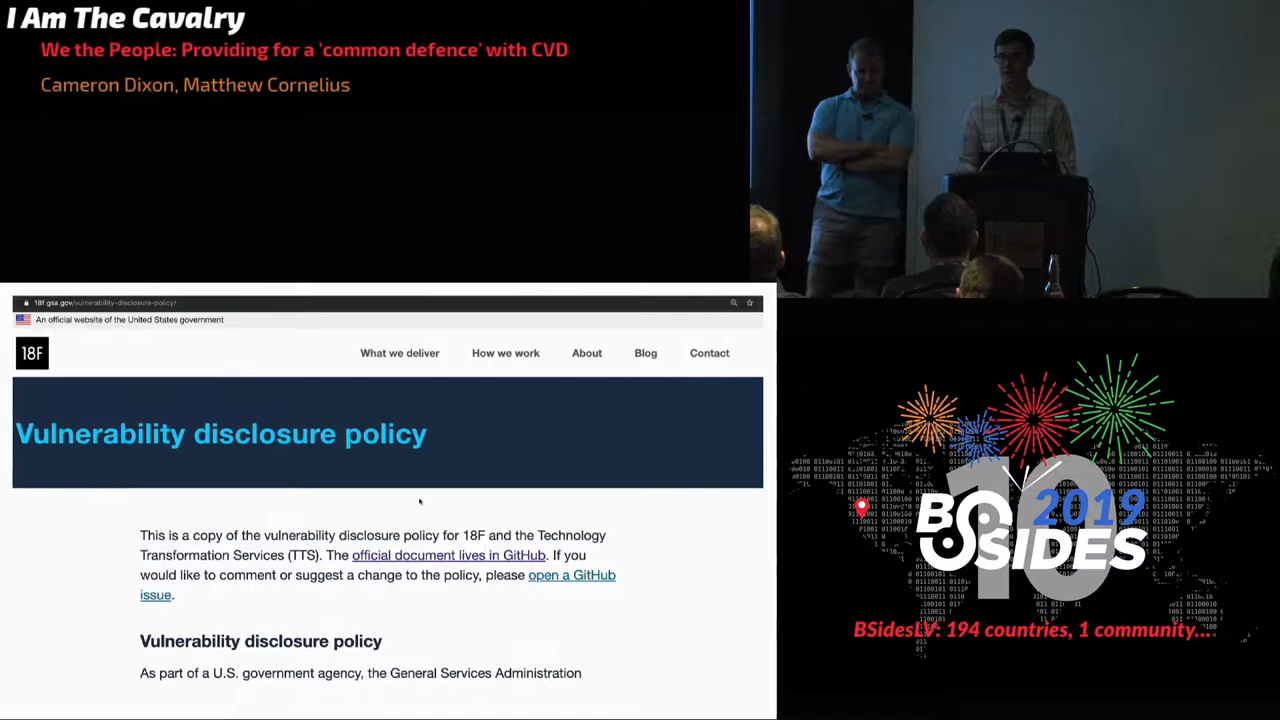 I Am The Cavalry
We the People: Providing for a 'common defence' with CVD
Cameron Dixon, Matthew Cornelius
18f.gsa.gov/vulnerability-disclosure-policy/
An official website of the United States government
18F
What we deliver
How we work
About
Blog
Contact
Vulnerability disclosure policy
This is a copy of the vulnerability disclosure policy for 18F and the Technology
Transformation Services (TTS). The official document lives in GitHub. If you
would like to comment or suggest a change to the policy, please open a GitHub
issue.
Vulnerability disclosure policy
As part of a U.S. government agency, the General Services Administration
10
BSIDES
2019
BSidesLV: 194 countries, 1 community...